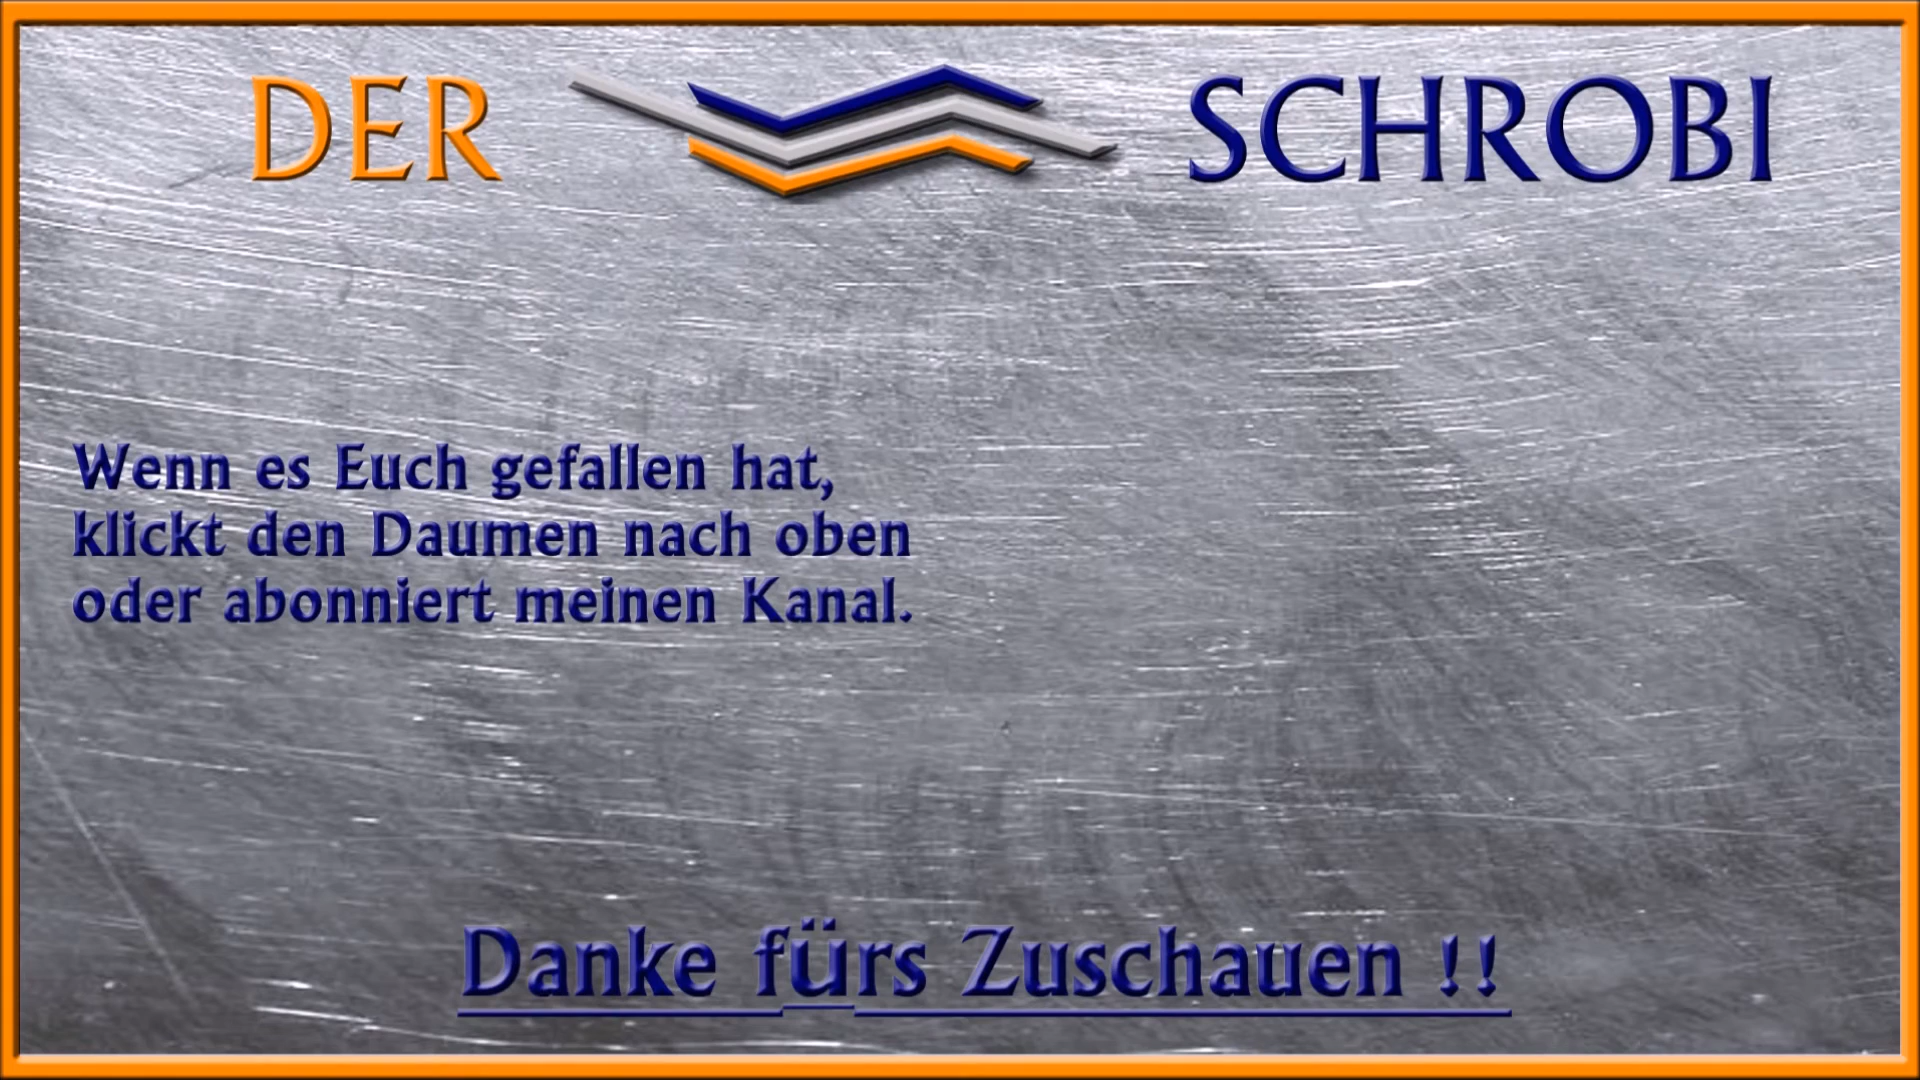 DER SCHROBI
Wenn es Euch gefallen hat,
klickt den Daumen nach oben
oder abonniert meinen Kanal.
Danke fürs Zuschauen !!